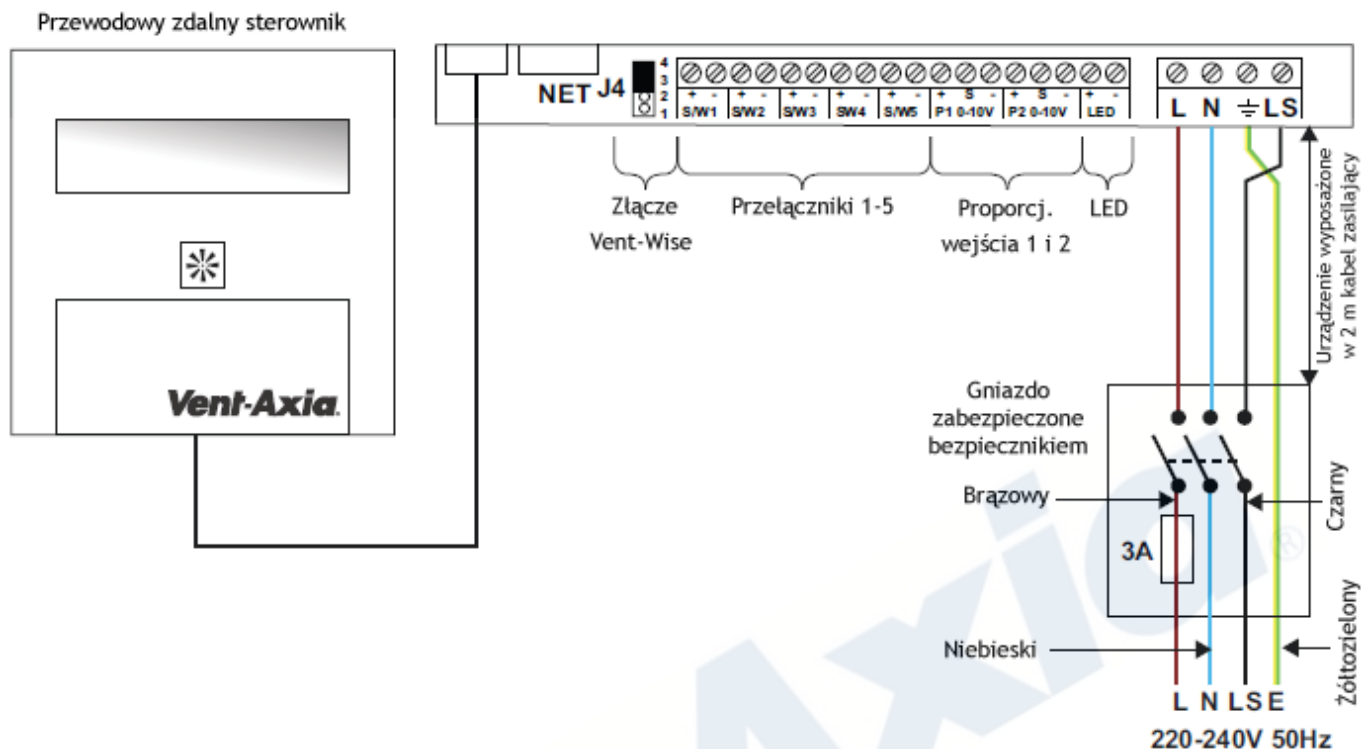 Przewodowy zdalny sterownik
Vent-Axia.
NET
J4
4
3
2
1
+ - + - + - + - + - + S - + S - + -
S/W1 S/W2 S/W3 SW4 S/W5 P1 0-10V P2 0-10V LED
L N LS
Złącze
Vent-Wise
Przełączniki 1-5
Proporcj.
wejścia 1 i 2
LED
Urządzenie wyposażone
w 2 m kabel zasilający
Gniazdo
zabezpieczone
bezpiecznikiem
Brązowy
Czarny
3A
Niebieski
Żółtozielony
L N LS E
220-240V 50Hz
Axia®